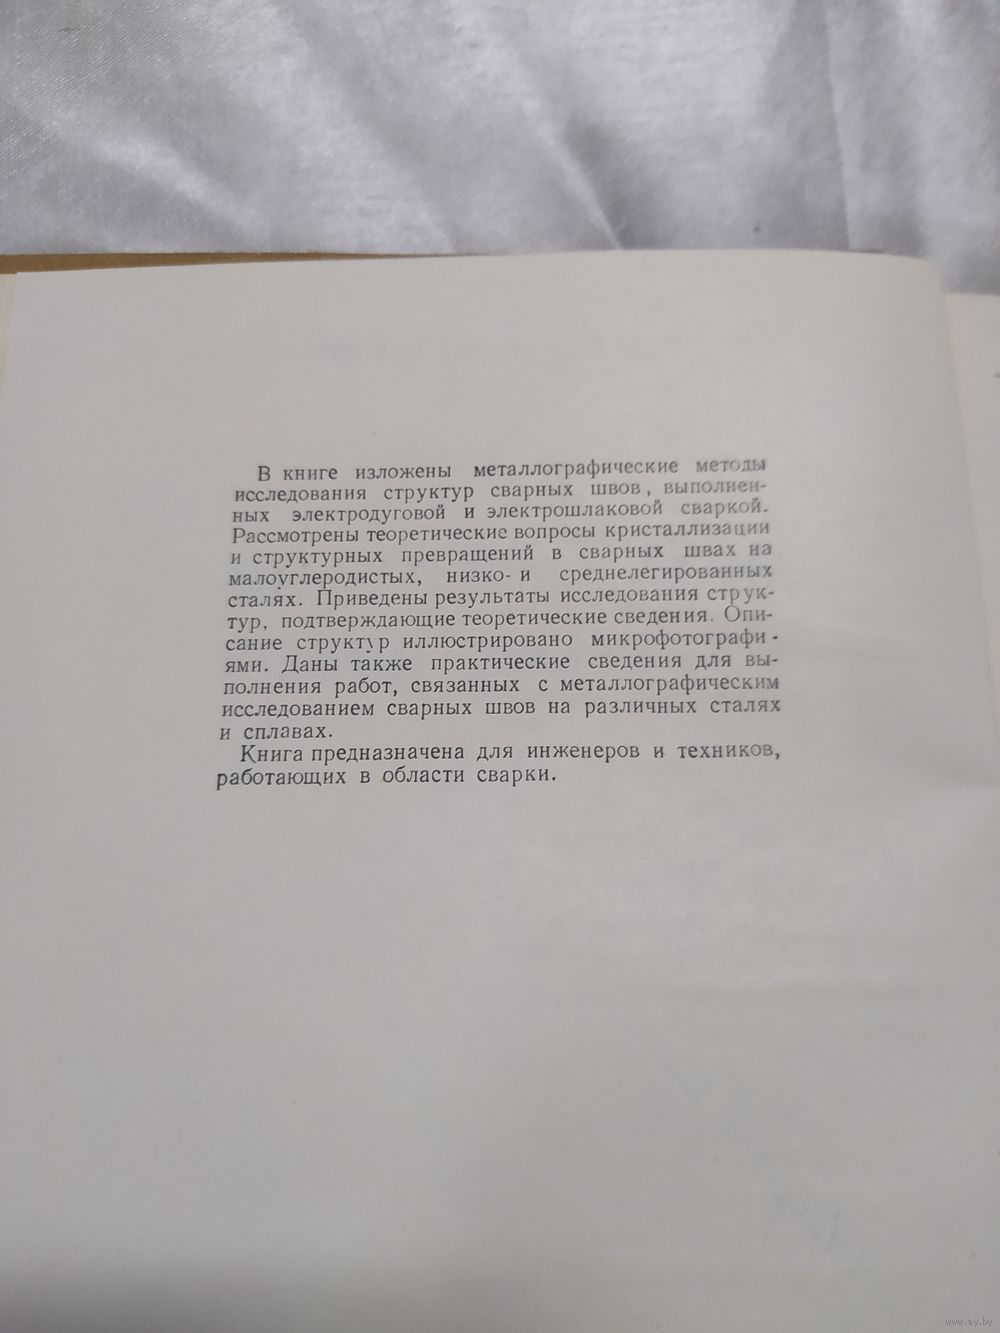 В книге изложены металлографические методы
исследования структур сварных швов, выполнен-
ных электродуговой и электрошлаковой сваркой.
Рассмотрены теоретические вопросы кристаллизации
и структурных превращений в сварных швах на
малоуглеродистых, низко- и среднелегированных
сталях. Приведены результаты исследования струк-
тур, подтверждающие теоретические сведения. Опи-
сание структур иллюстрировано микрофотографи-
ями. Даны также практические сведения для вы-
полнения работ, связанных с металлографическим
исследованием сварных швов на различных сталях
и сплавах.
Книга предназначена для инженеров и техников,
работающих в области сварки.
www.ay.by